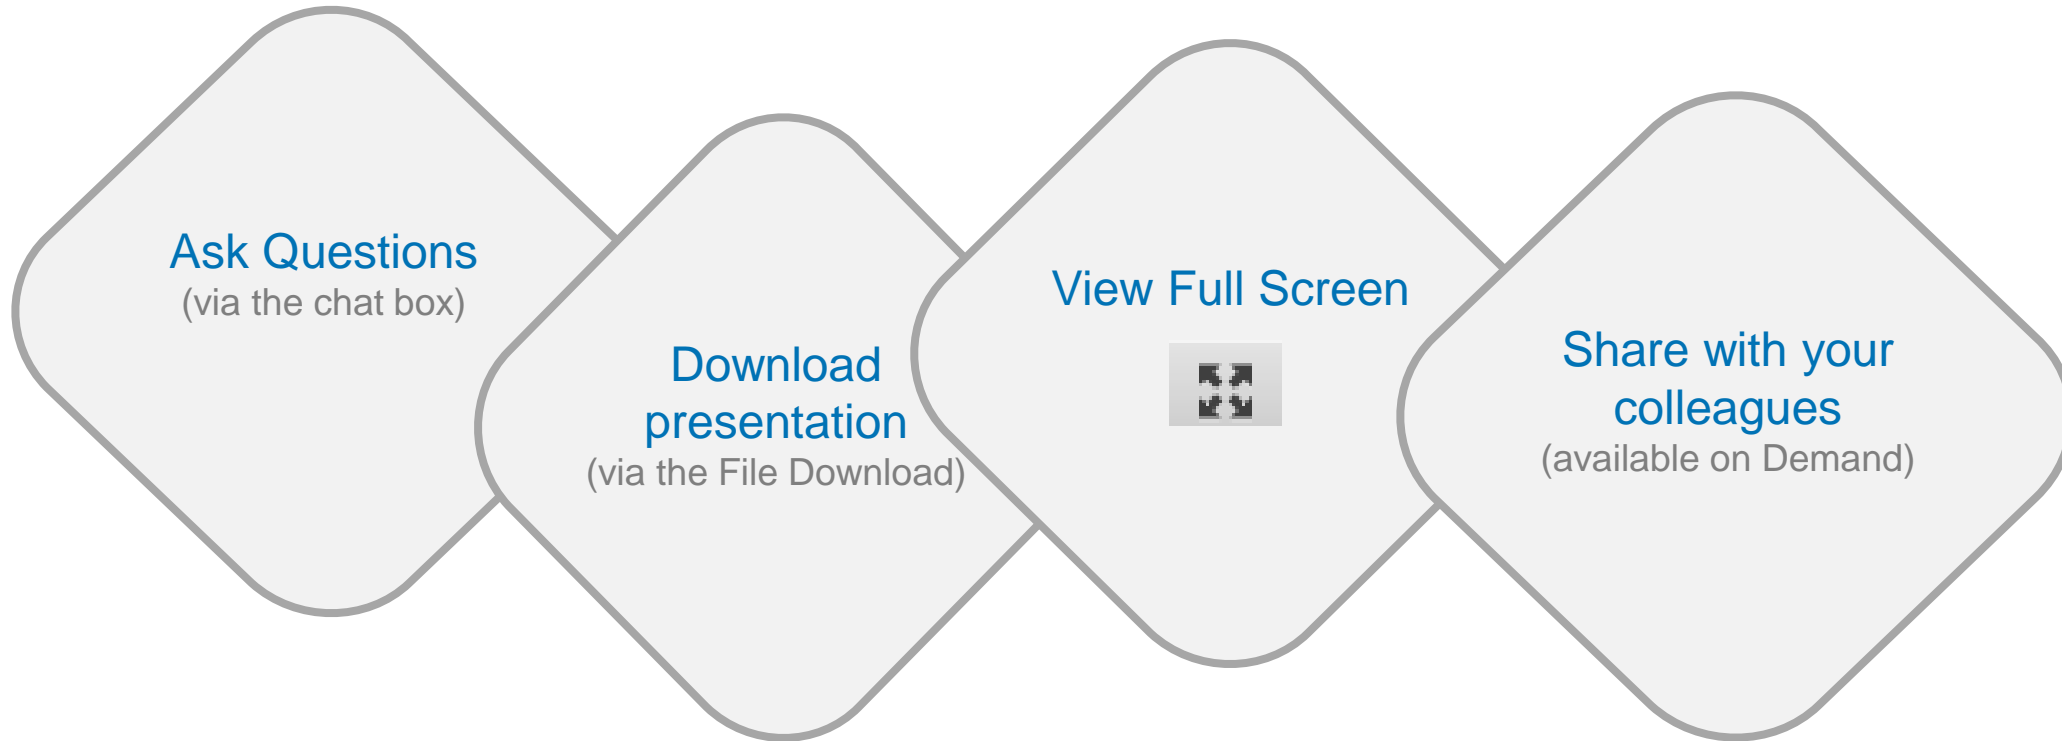 Ask Questions
(via the chat box)
Download
presentation
(via the File Download)
View Full Screen
Share with your
colleagues
(available on Demand)